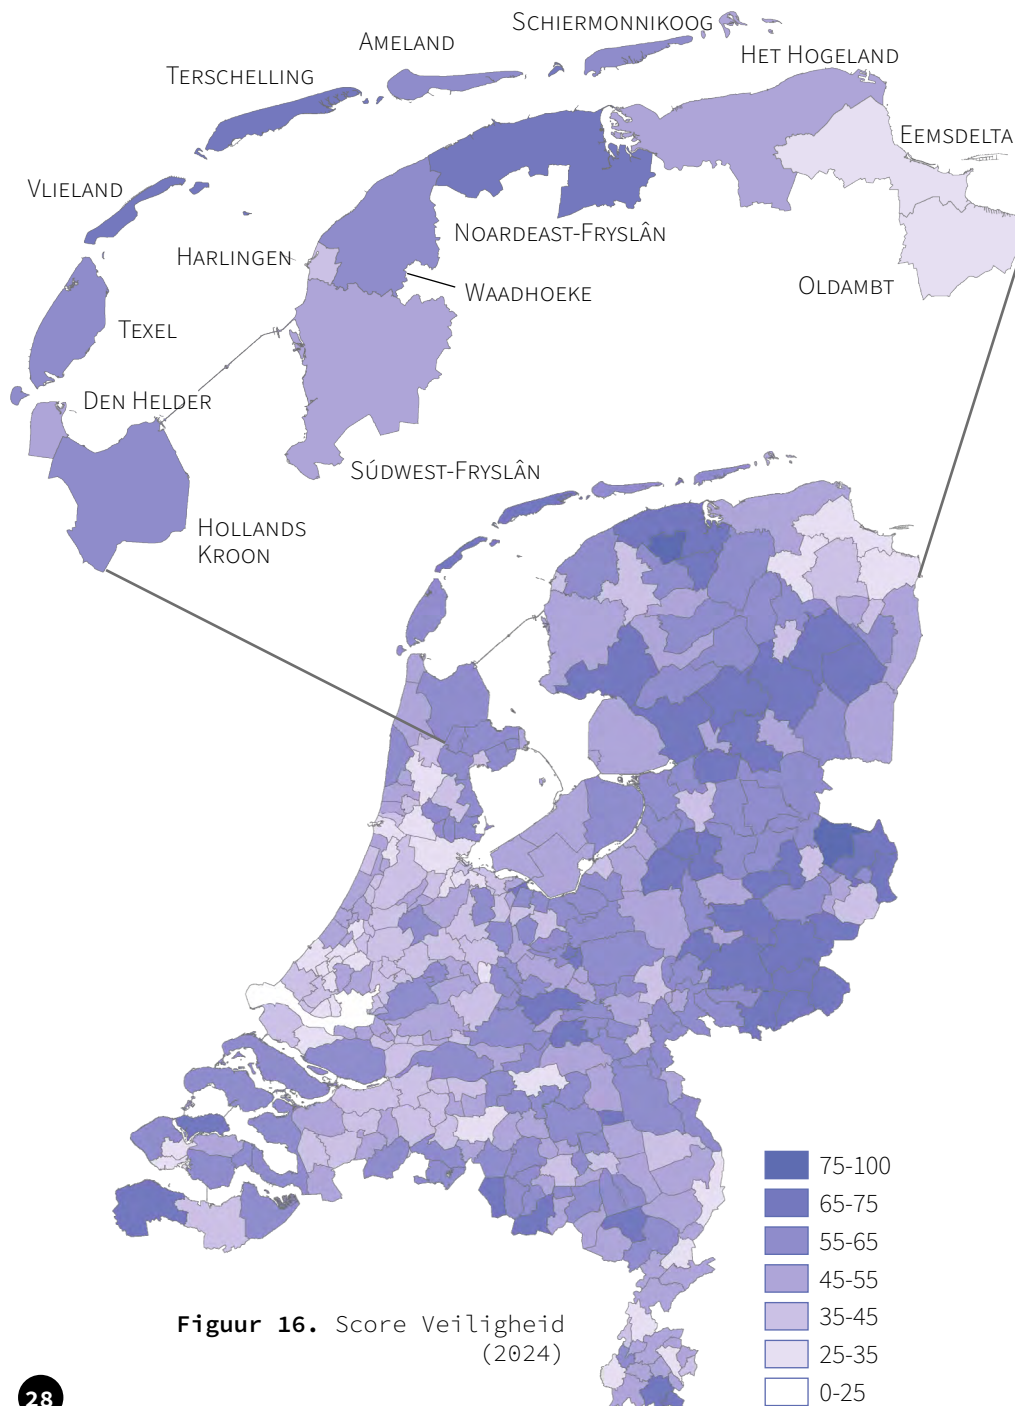 SCHIERMONNIKOOG
AMELAND
HET HOGELAND
TERSCHELLING
EEMSDELTA
VLIELAND
NOARDEAST-FRYSLÂN
HARLINGEN
OLDAMBT
WAADHOEKE
TEXEL
DEN HELDER
SÚDWEST-FRYSLÂN
HOLLANDS
KROON
75-100
65-75
55-65
45-55
35-45
25-35
0-25
Figuur 16. Score Veiligheid
(2024)
28